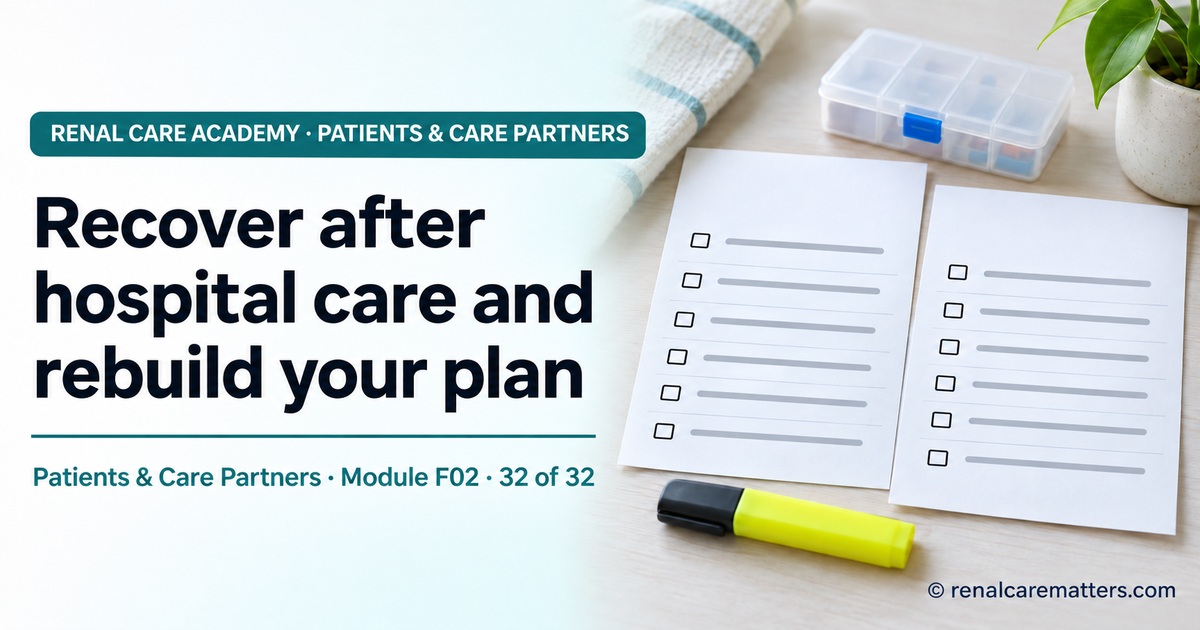 RENAL CARE ACADEMY · PATIENTS & CARE PARTNERS
Recover after
hospital care and
rebuild your plan
Patients & Care Partners · Module F02 · 32 of 32
© renalcarematters.com